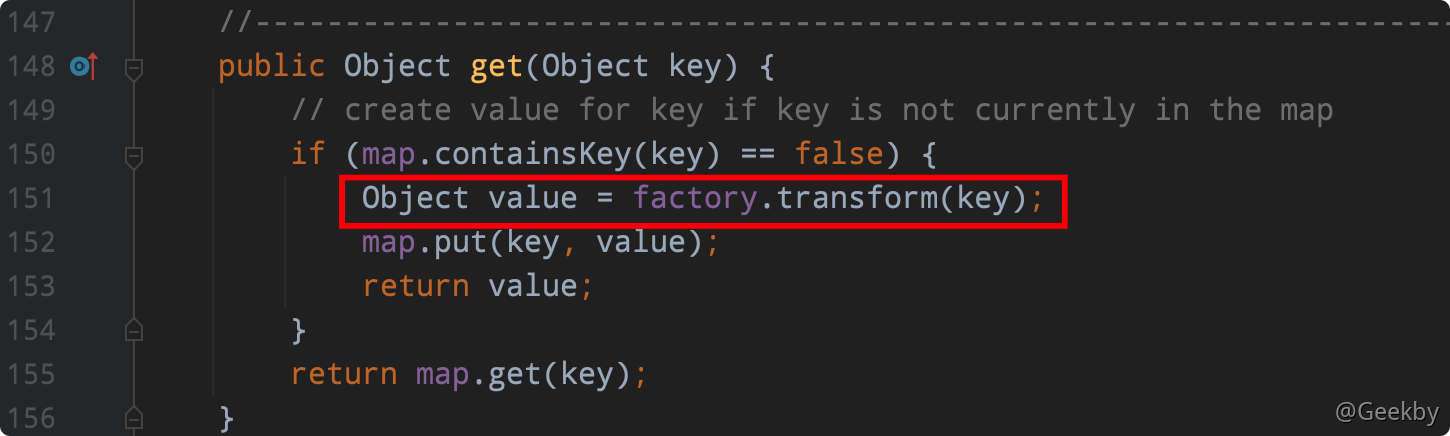 147 //--------------------------------------------------------------------
148 public Object get(Object key) {
149 // create value for key if key is not currently in the map
150 if (map.containsKey(key) == false) {
151 Object value = factory.transform(key);
152 map.put(key, value);
153 return value;
154 }
155 return map.get(key);
156 }
@Geekby